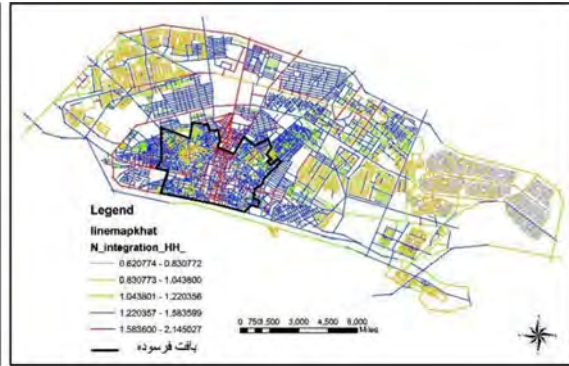 Legend
linemapkhat
N_integration_HH_
0.620774 - 0.830772
0.830773 - 1.043800
1.043801 - 1.220356
1.220357 - 1.583599
1.583600 - 2.145027
بافت فرسوده
0 750 1,500 3,000 4,500 6,000
Miles